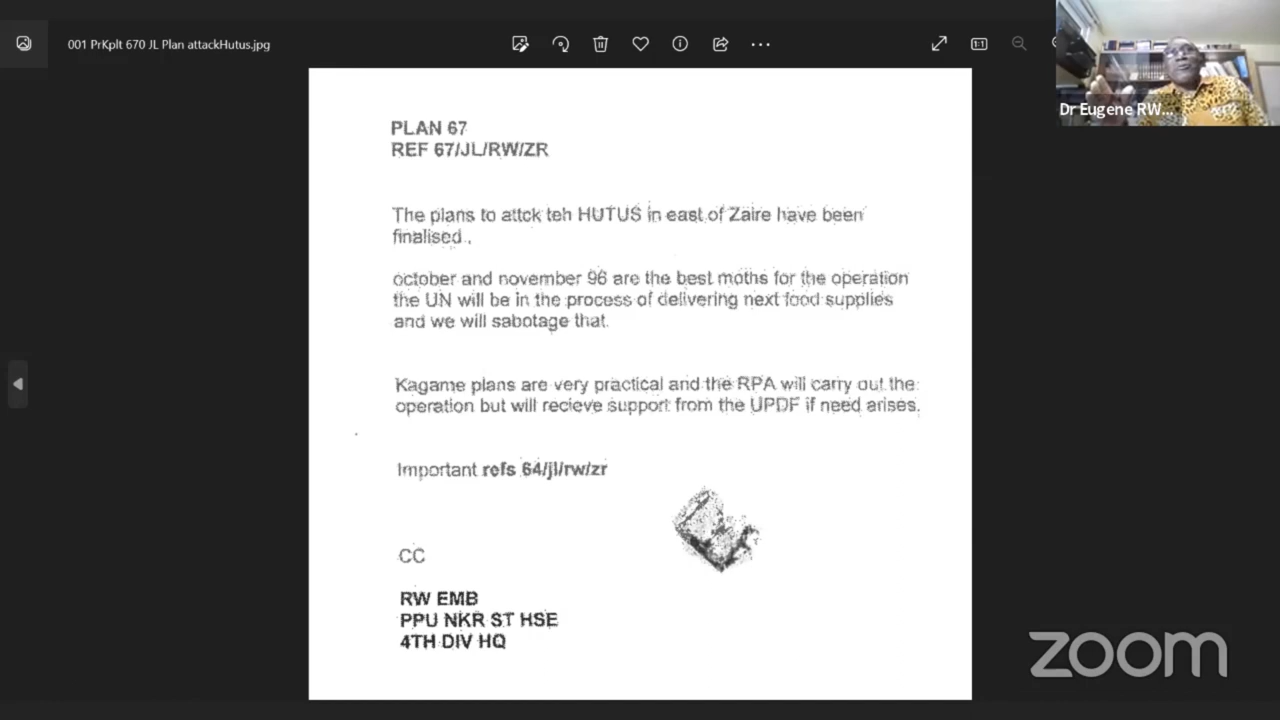 001 PrKplt 670 JL Plan attackHutus.jpg
1:1
Dr Eugene RW...
PLAN 67
REF 67/JL/RW/ZR
The plans to attck teh HUTUS in east of Zaire have been
finalised .
october and november 96 are the best moths for the operation
the UN will be in the process of delivering next food supplies
and we will sabotage that.
Kagame plans are very practical and the RPA will carry out the
operation but will recieve support from the UPDF if need arises.
Important refs 64/jl/rw/zr
CC
RW EMB
PPU NKR ST HSE
4TH DIV HQ
zoom